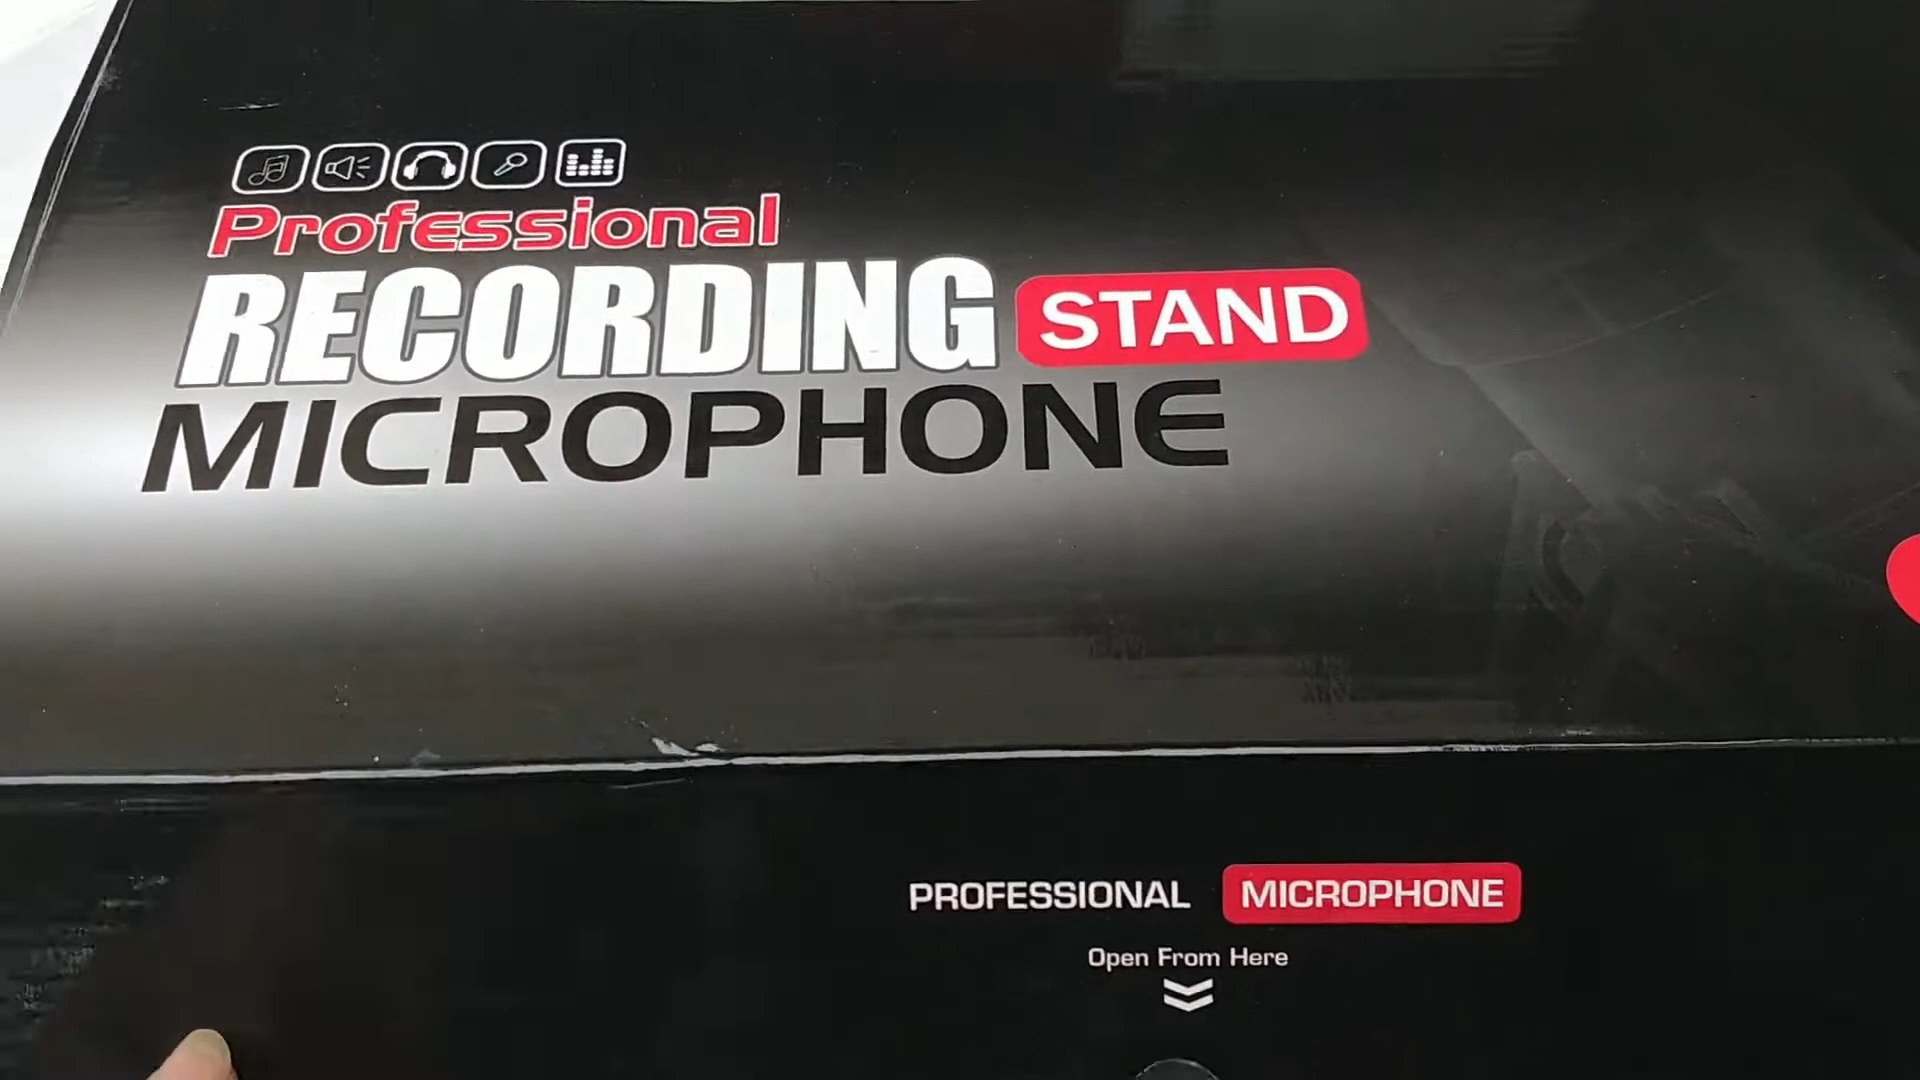 Professional
RECORDING STAND
MICROPHONE
PROFESSIONAL MICROPHONE
Open From Here